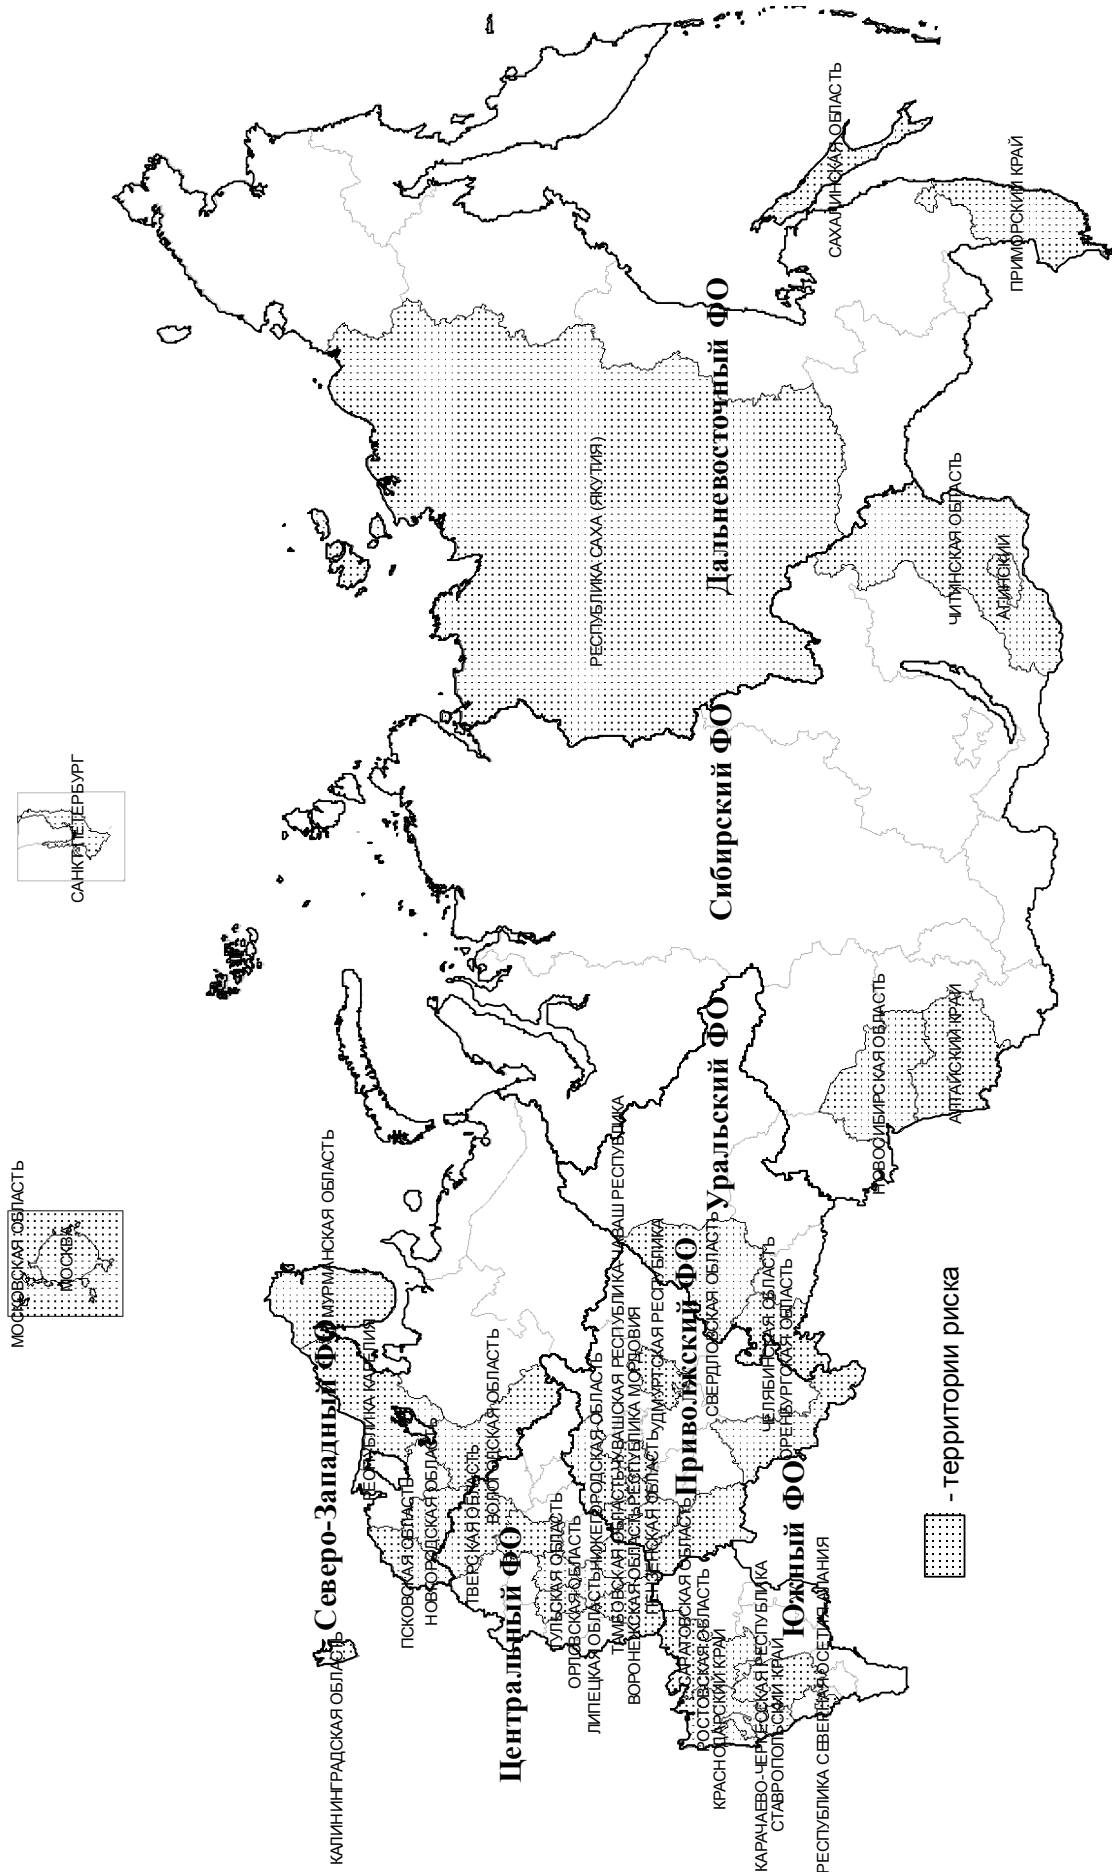 МОСКОВСКАЯ ОБЛАСТЬ
МОСКВА
САНКТ-ПЕТЕРБУРГ
КАЛИНИНГРАДСКАЯ ОБЛАСТЬ
Северо-Западный ФО
МУРМАНСКАЯ ОБЛАСТЬ
РЕСПУБЛИКА КАРЕЛИЯ
ПСКОВСКАЯ ОБЛАСТЬ
НОВГОРОДСКАЯ ОБЛАСТЬ
ТВЕРСКАЯ ОБЛАСТЬ
ВОЛОГОДСКАЯ ОБЛАСТЬ
Центральный ФО
ТУЛЬСКАЯ ОБЛАСТЬ
ОРЛОВСКАЯ ОБЛАСТЬ
ЛИПЕЦКАЯ ОБЛАСТЬ
НИЖЕГОРОДСКАЯ ОБЛАСТЬ
ТАМБОВСКАЯ ОБЛАСТЬ
ЧУВАШСКАЯ РЕСПУБЛИКА-ЧАВАШ РЕСПУБЛИКА
ВОРОНЕЖСКАЯ ОБЛАСТЬ
РЕСПУБЛИКА МОРДОВИЯ
ПЕНЗЕНСКАЯ ОБЛАСТЬ
УДМУРТСКАЯ РЕСПУБЛИКА
САРАТОВСКАЯ ОБЛАСТЬ
Приволжский ФО
РОСТОВСКАЯ ОБЛАСТЬ
СВЕРДЛОВСКАЯ ОБЛАСТЬ
КРАСНОДАРСКИЙ КРАЙ
Уральский ФО
Сибирский ФО
Дальневосточный ФО
КАРАЧАЕВО-ЧЕРКЕССКАЯ РЕСПУБЛИКА
ЧЕЛЯБИНСКАЯ ОБЛАСТЬ
СТАВРОПОЛЬСКИЙ КРАЙ
ОРЕНБУРГСКАЯ ОБЛАСТЬ
Южный ФО
РЕСПУБЛИКА СЕВЕРНАЯ ОСЕТИЯ-АЛАНИЯ
РЕСПУБЛИКА САХА (ЯКУТИЯ)
САХАЛИНСКАЯ ОБЛАСТЬ
НОВОСИБИРСКАЯ ОБЛАСТЬ
АЛТАЙСКИЙ КРАЙ
ЧИТИНСКАЯ ОБЛАСТЬ
АГИНСКИЙ
ПРИМОРСКИЙ КРАЙ
- территории риска